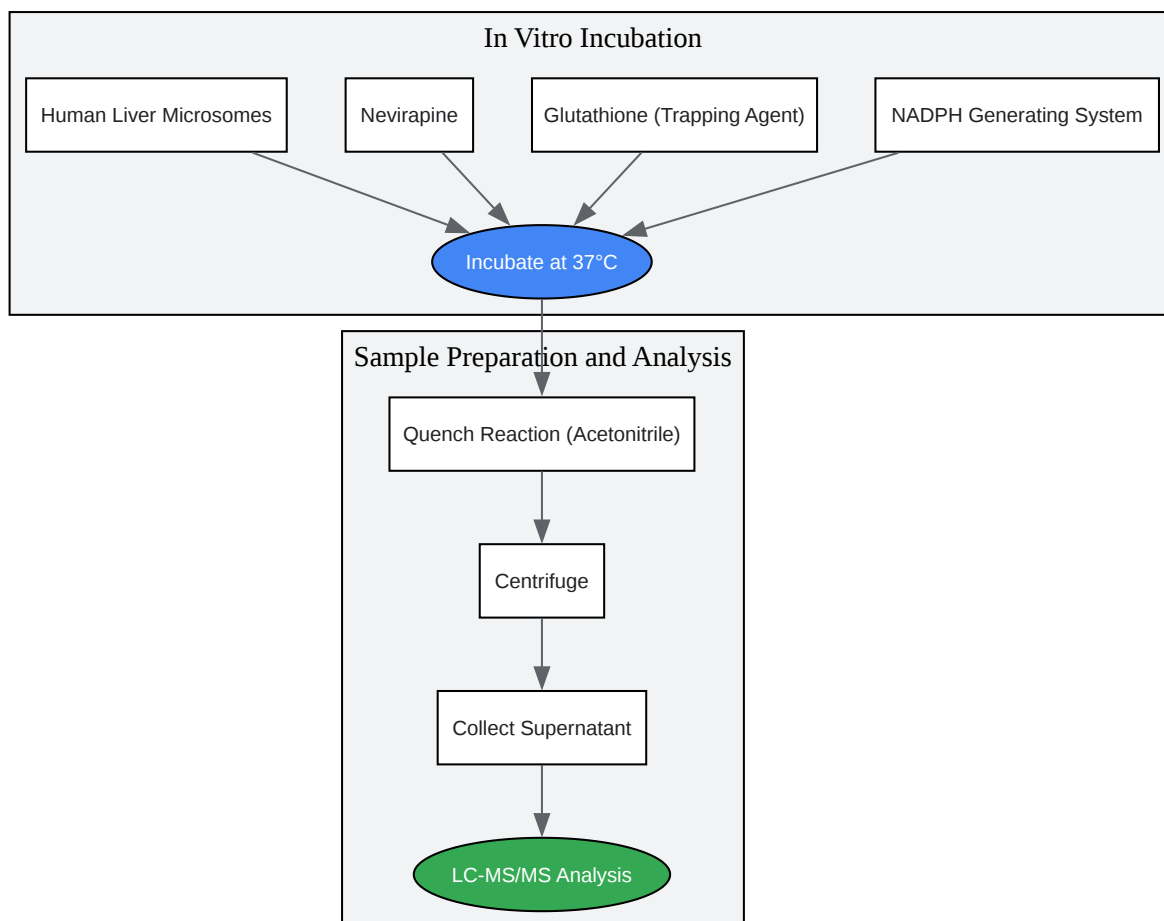 In Vitro Incubation
Human Liver Microsomes
Nevirapine
Glutathione (Trapping Agent)
NADPH Generating System
Incubate at 37°C
Sample Preparation and Analysis
Quench Reaction (Acetonitrile)
Centrifuge
Collect Supernatant
LC-MS/MS Analysis